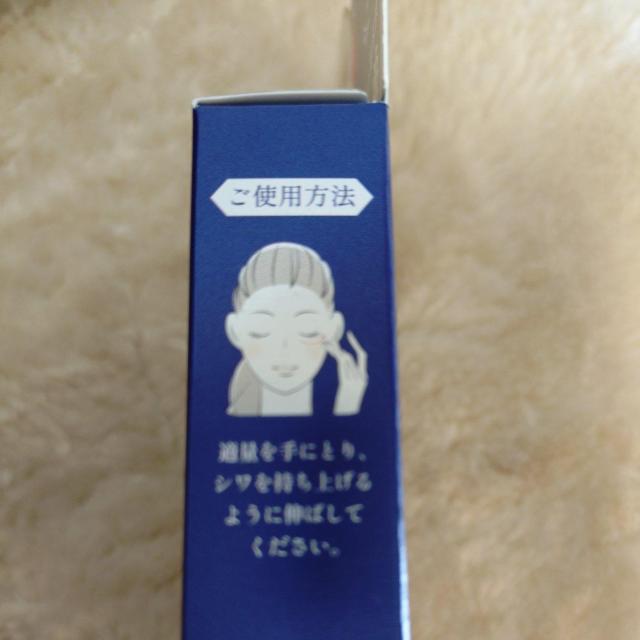 ご使用方法
適量を手にとり、
シワを持ち上げる
ように伸ばして
ください。